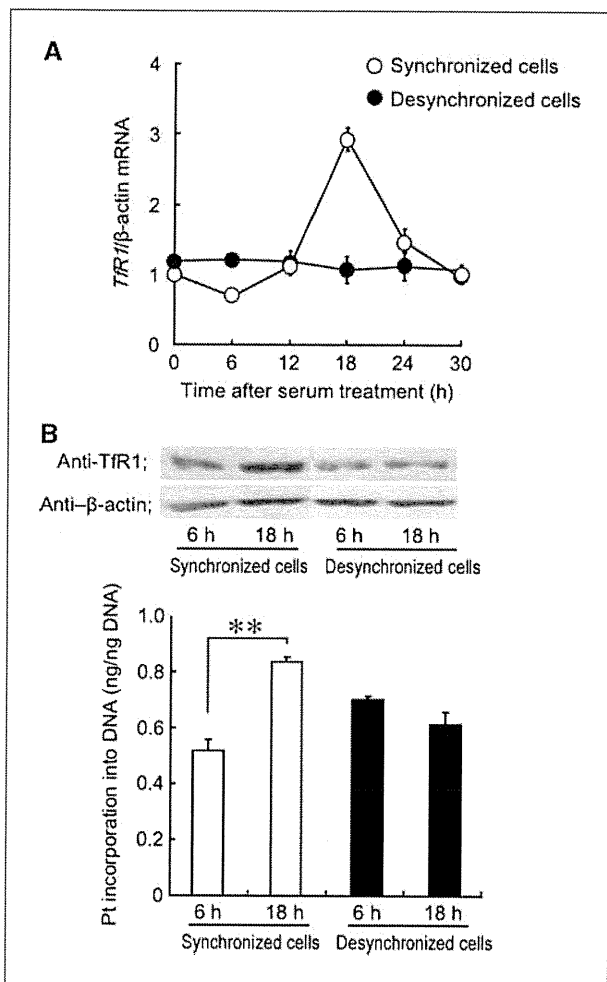 A
4
3
2
1
0
TfR1/β-actin mRNA
Synchronized cells
Desynchronized cells
0 6 12 18 24 30
Time after serum treatment (h)
B
Anti-TfR1;
Anti–β-actin;
6 h 18 h 6 h 18 h
Synchronized cells Desynchronized cells
1.0
0.8
0.6
0.4
0.2
0
Pt incorporation into DNA (ng/ng DNA)
**
6 h 18 h 6 h 18 h
Synchronized cells Desynchronized cells